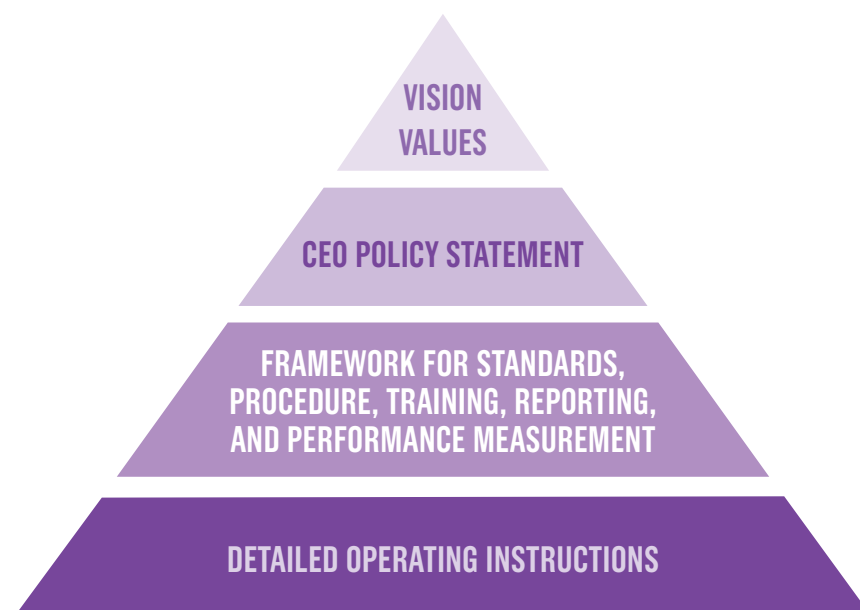 VISION
VALUES
CEO POLICY STATEMENT
FRAMEWORK FOR STANDARDS,
PROCEDURE, TRAINING, REPORTING,
AND PERFORMANCE MEASUREMENT
DETAILED OPERATING INSTRUCTIONS